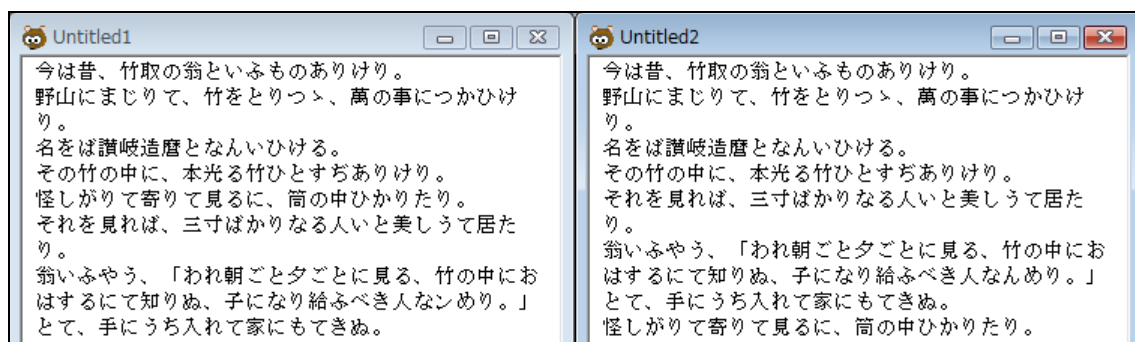 Untitled1
今は昔、竹取の翁といふものありけり。
野山にまじりて、竹をとりつゝ、萬の事につかひけ
り。
名をば讃岐造麿となんいひける。
その竹の中に、本光る竹ひとすぢありけり。
怪しがりて寄りて見るに、筒の中ひかりたり。
それを見れば、三寸ばかりなる人いと美しうて居た
り。
翁いふやう、「われ朝ごと夕ごとに見る、竹の中にお
はするにて知りぬ、子になり給ふべき人なンめり。」
とて、手にうち入れて家にもてきぬ。
Untitled2
今は昔、竹取の翁といふものありけり。
野山にまじりて、竹をとりつゝ、萬の事につかひけ
り。
名をば讃岐造麿となんいひける。
その竹の中に、本光る竹ひとすぢありけり。
それを見れば、三寸ばかりなる人いと美しうて居た
り。
翁いふやう、「われ朝ごと夕ごとに見る、竹の中にお
はするにて知りぬ、子になり給ふべき人なんめり。」
とて、手にうち入れて家にもてきぬ。
怪しがりて寄りて見るに、筒の中ひかりたり。